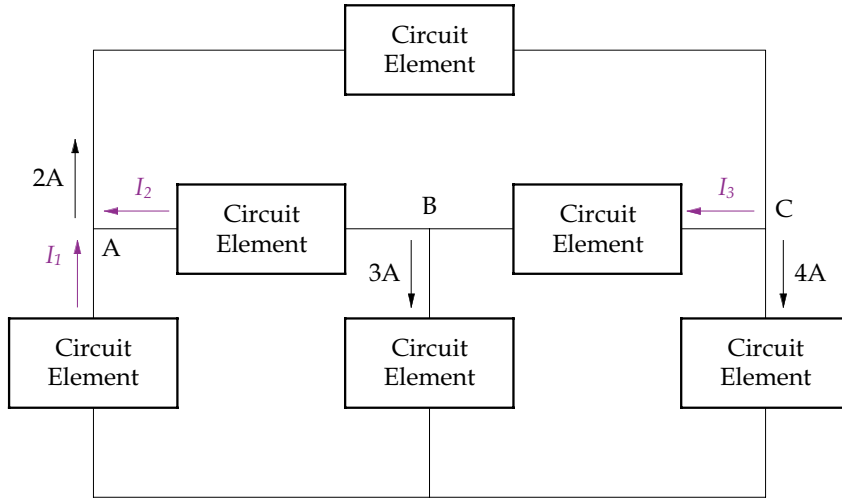 Circuit
Element
2A
I2
I3
Circuit
Element
B
Circuit
Element
C
A
I1
3A
4A
Circuit
Element
Circuit
Element
Circuit
Element